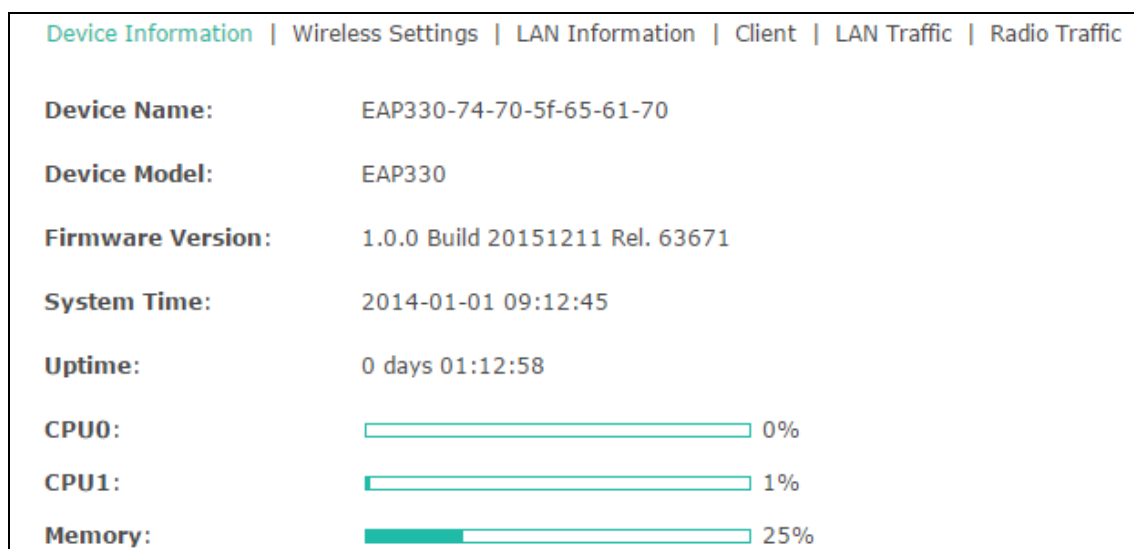 Device Information | Wireless Settings | LAN Information | Client | LAN Traffic | Radio Traffic
Device Name: EAP330-74-70-5f-65-61-70
Device Model: EAP330
Firmware Version: 1.0.0 Build 20151211 Rel. 63671
System Time: 2014-01-01 09:12:45
Uptime: 0 days 01:12:58
CPU0: 0%
CPU1: 1%
Memory: 25%